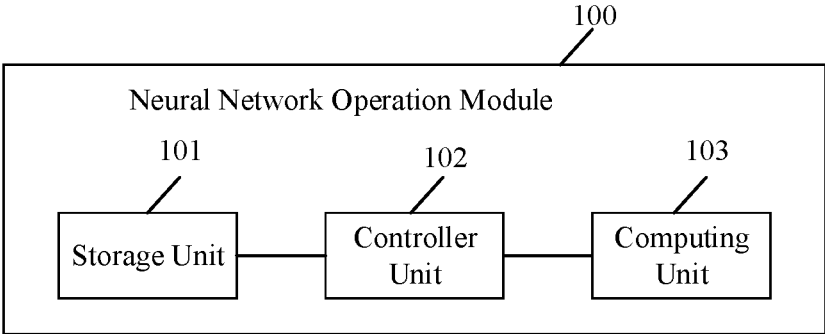 100
Neural Network Operation Module
101
102
103
Storage Unit
Controller
Unit
Computing
Unit